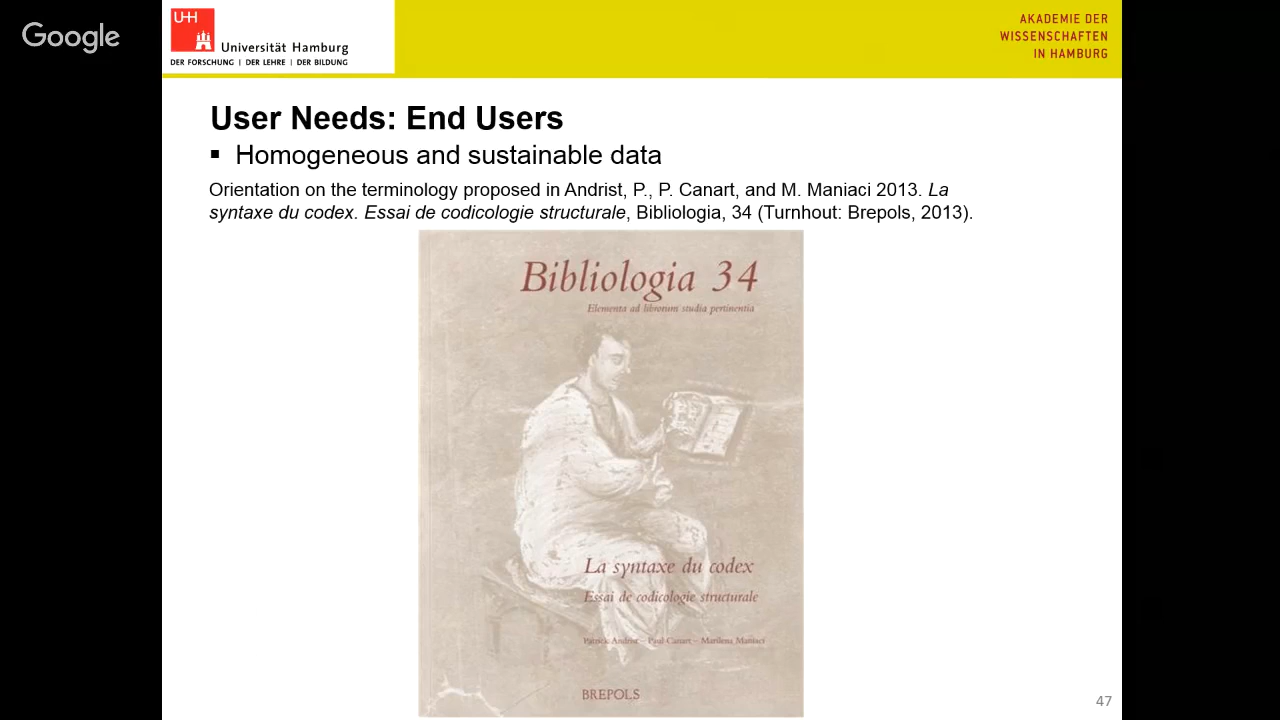 Google
UHH
Universität Hamburg
DER FORSCHUNG | DER LEHRE | DER BILDUNG
AKADEMIE DER
WISSENSCHAFTEN
IN HAMBURG
User Needs: End Users
▪ Homogeneous and sustainable data
Orientation on the terminology proposed in Andrist, P., P. Canart, and M. Maniaci 2013. La
syntaxe du codex. Essai de codicologie structurale, Bibliologia, 34 (Turnhout: Brepols, 2013).
Bibliologia 34
Elementa ad librorum studia pertinentia
La syntaxe du codex
Essai de codicologie structurale
Patrick Andrist – Paul Canart – Marilena Maniaci
BREPOLS
47